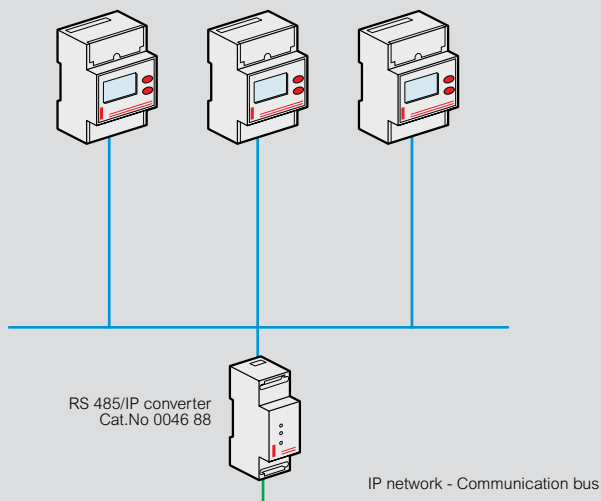 RS 485/IP converter
Cat.No 0046 88
IP network - Communication bus